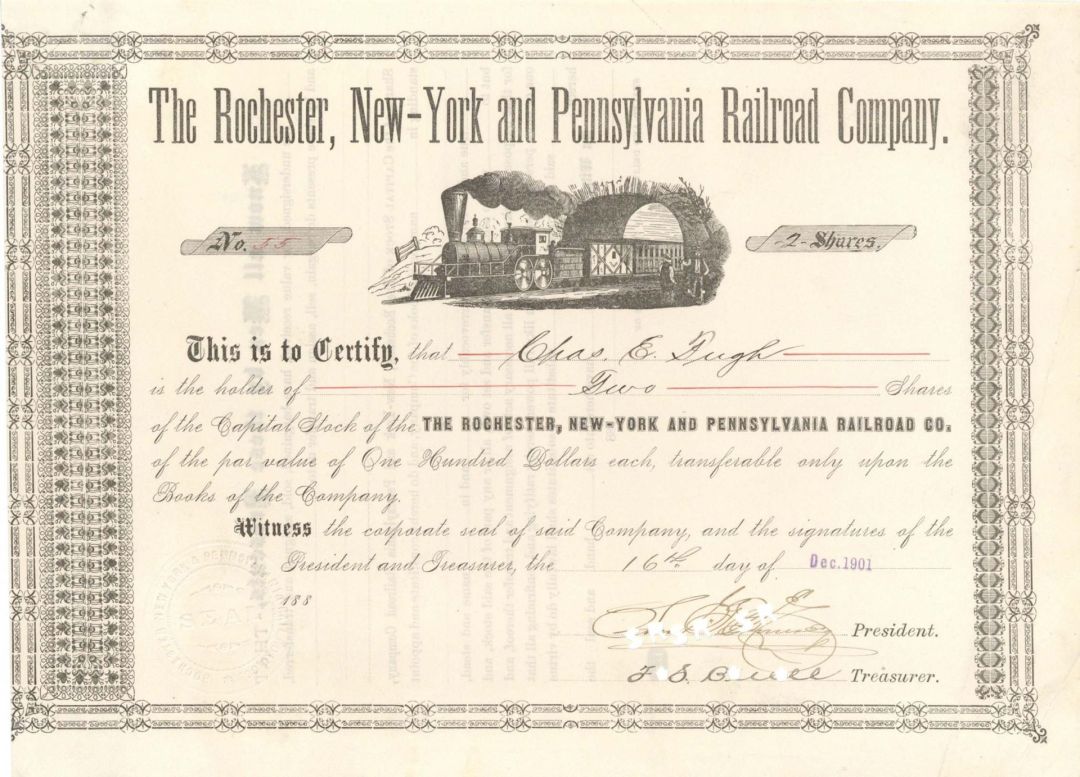 The Rochester, New-York and Pennsylvania Railroad Company.
No. 55
-2- Shares.
This is to Certify, that Chas. E. Pugh
is the holder of Two Shares
of the Capital Stock of the THE ROCHESTER, NEW-YORK AND PENNSYLVANIA RAILROAD CO.
of the par value of One Hundred Dollars each, transferable only upon the
Books of the Company.
Witness the corporate seal of said Company, and the signatures of the
President and Treasurer, the 16th day of Dec. 1901
188
President.
F. S. Buell Treasurer.